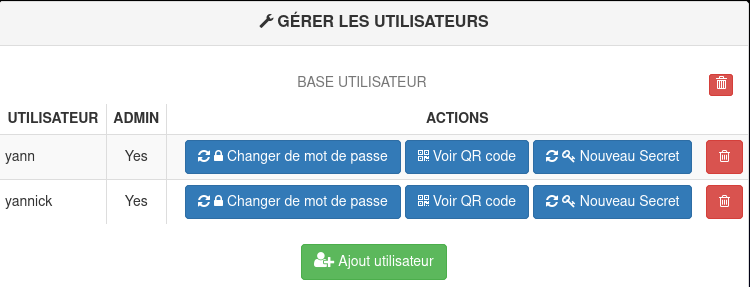 GÉRER LES UTILISATEURS
BASE UTILISATEUR
UTILISATEUR ADMIN ACTIONS
yann Yes Changer de mot de passe Voir QR code Nouveau Secret
yannick Yes Changer de mot de passe Voir QR code Nouveau Secret
Ajout utilisateur